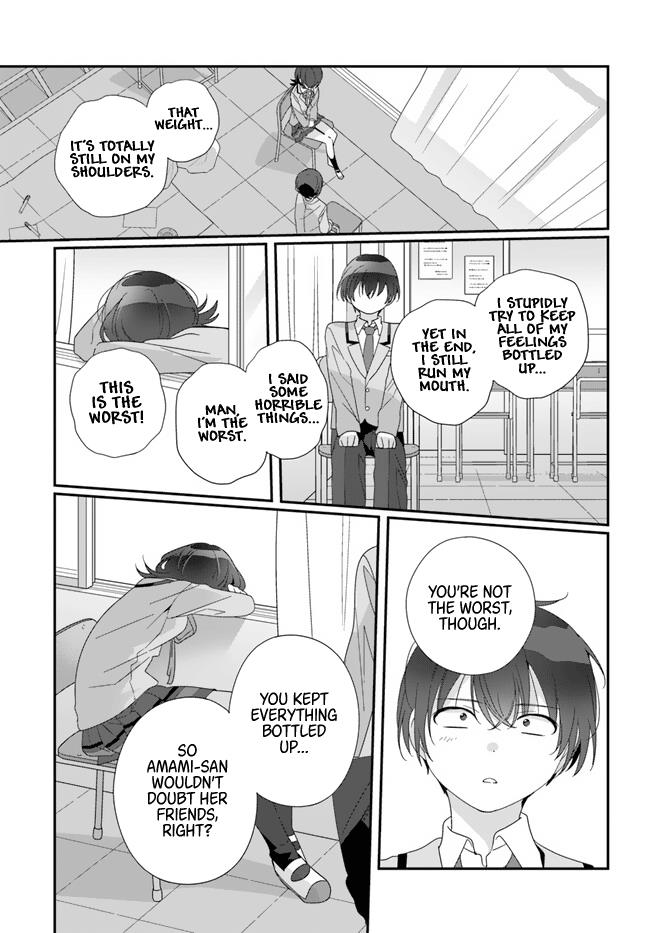 THAT
WEIGHT...
IT'S TOTALLY
STILL ON MY
SHOULDERS.
I STUPIDLY
TRY TO KEEP
ALL OF MY
FEELINGS
BOTTLED
UP...
YET IN
THE END,
I STILL
RUN MY
MOUTH.
I SAID
SOME
HORRIBLE
THINGS...
MAN,
I'M THE
WORST.
THIS
IS THE
WORST!
YOU'RE NOT
THE WORST,
THOUGH.
YOU KEPT
EVERYTHING
BOTTLED
UP...
SO
AMAMI-SAN
WOULDN'T
DOUBT HER
FRIENDS,
RIGHT?